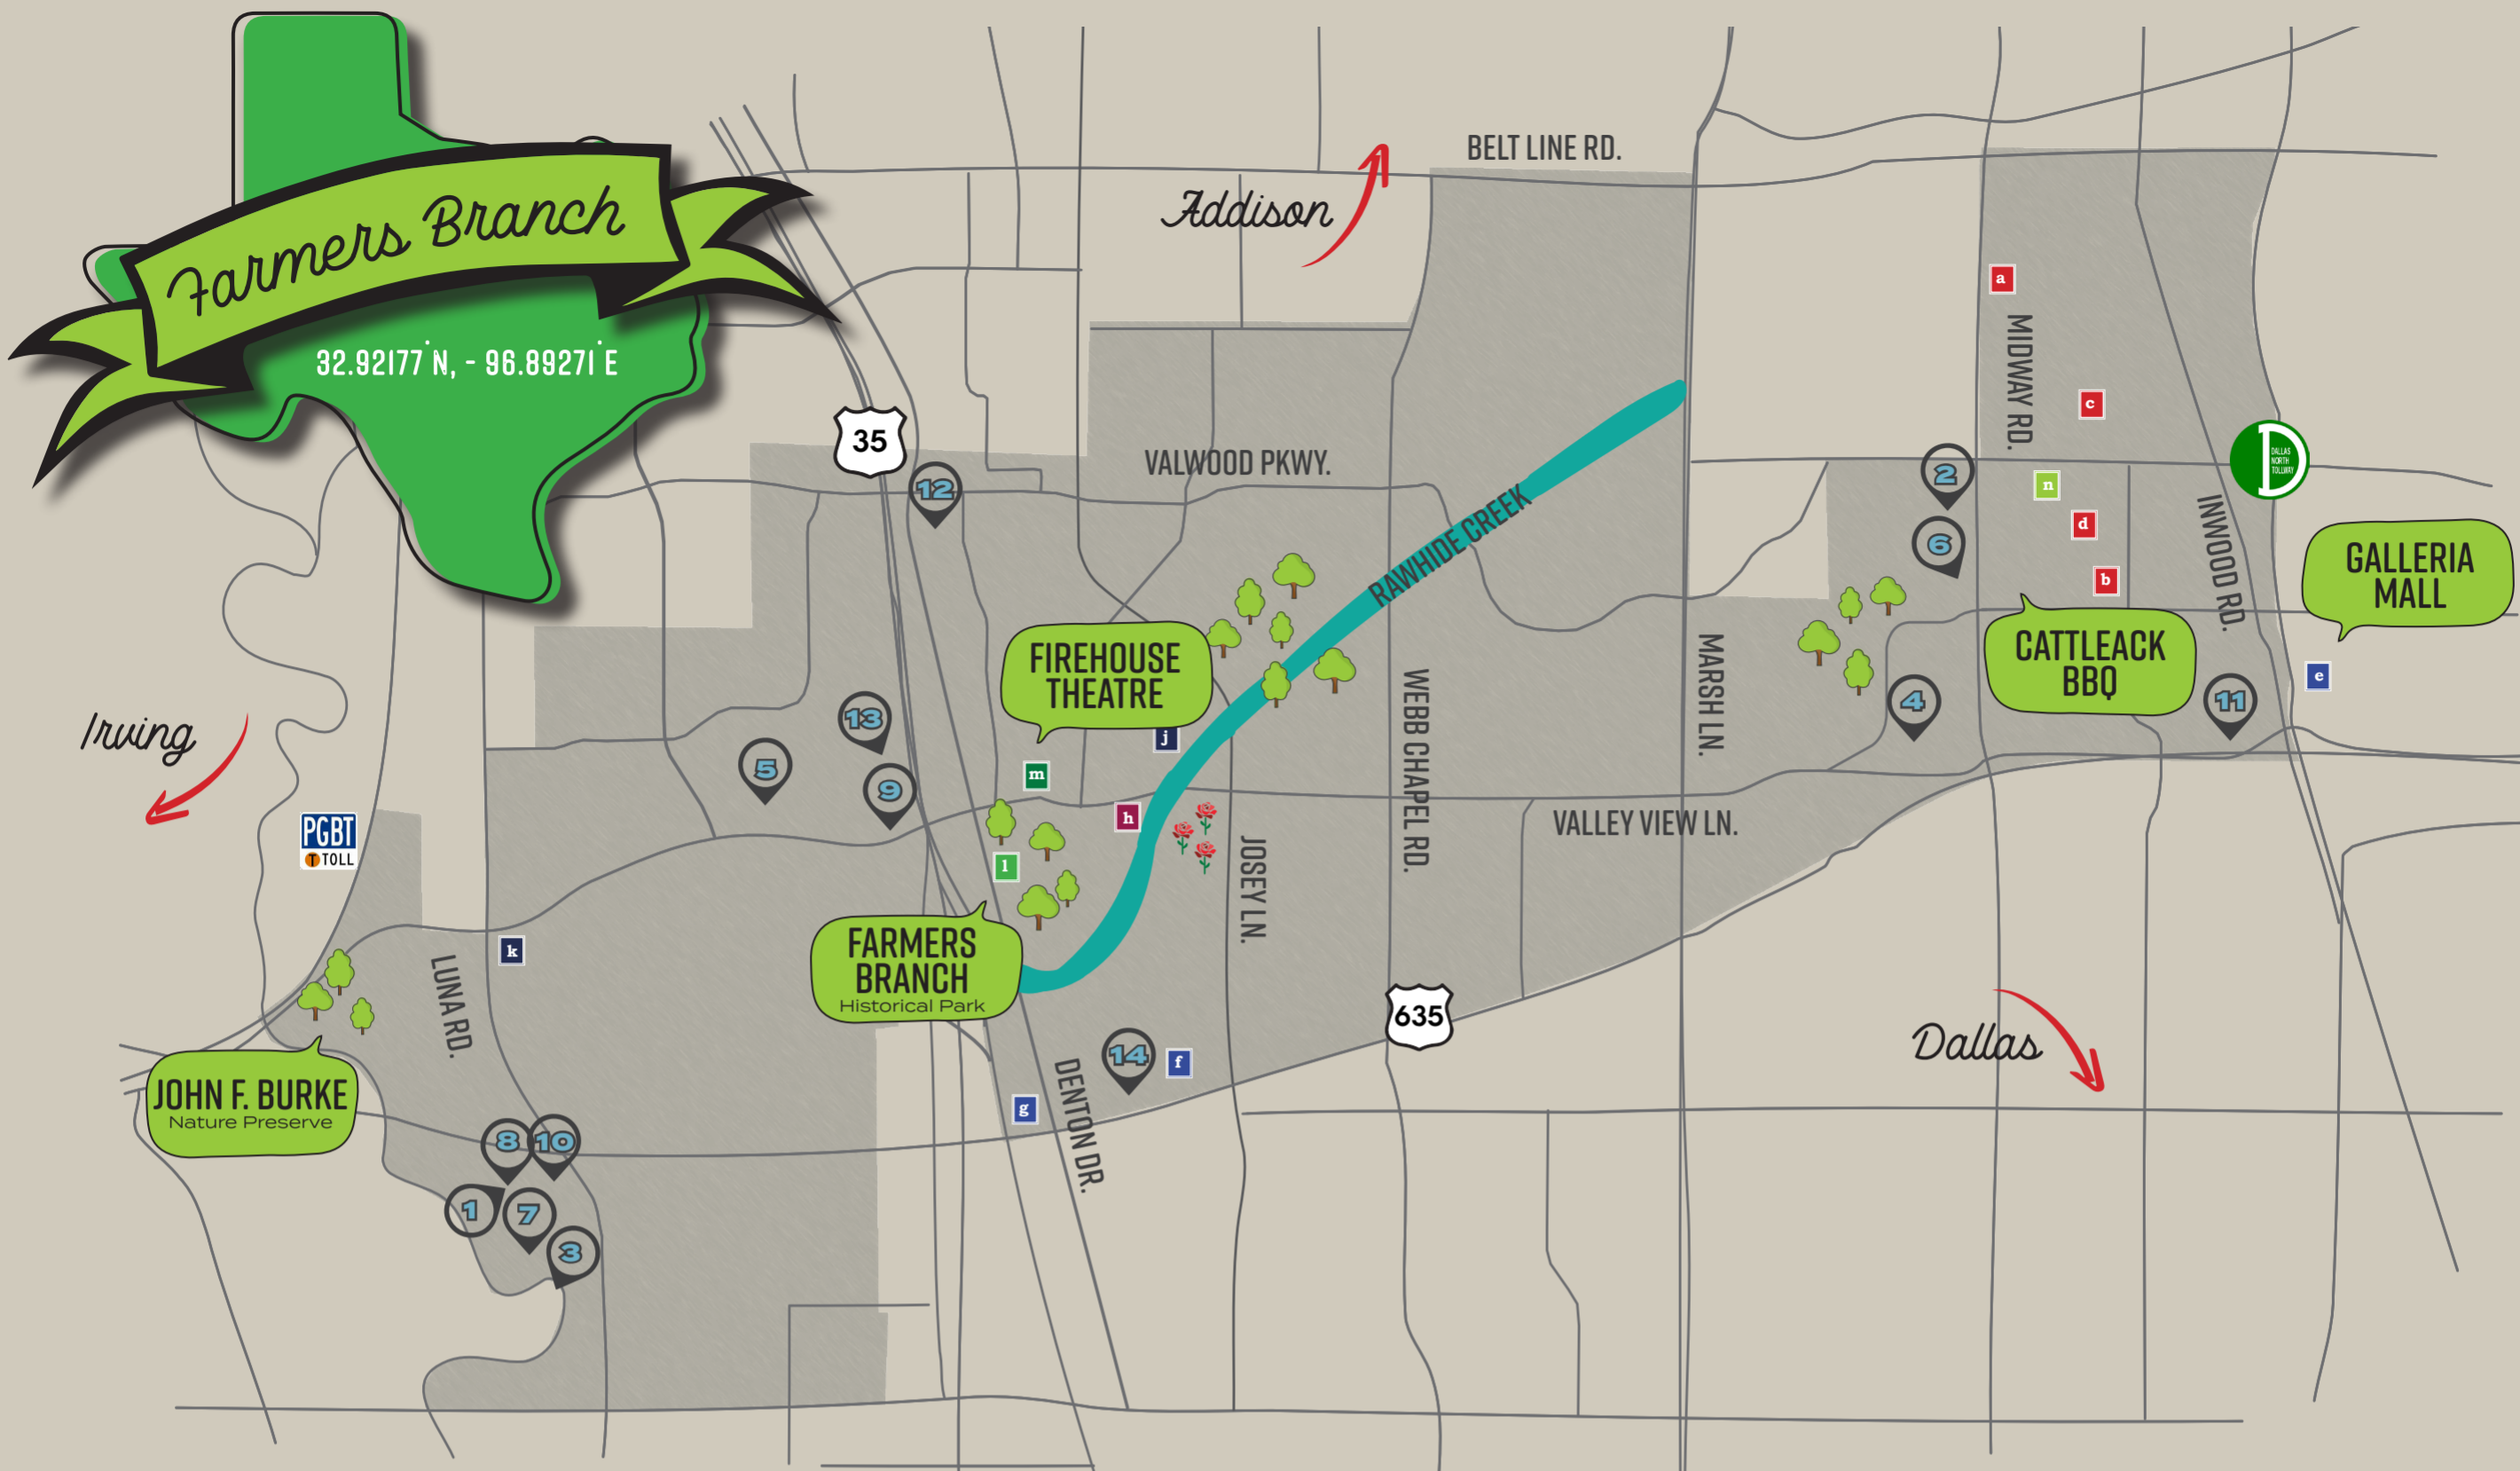 Farmers Branch
32.92177°N, - 96.89271°E
BELT LINE RD.
Addison
a
MIDWAY RD.
c
35
VALWOOD PKWY.
12
2
n
DALLAS
NORTH
TOLLWAY
RAWHIDE CREEK
6
d
INWOOD RD.
b
GALLERIA
MALL
FIREHOUSE
THEATRE
CATTLEACK
BBQ
MARSH LN.
WEBB CHAPEL RD.
4
11
e
Irving
13
j
5
m
9
h
VALLEY VIEW LN.
PGBT
T TOLL
l
JOSEY LN.
k
LUNA RD.
FARMERS
BRANCH
Historical Park
635
Dallas
14
f
JOHN F. BURKE
Nature Preserve
g
DENTON DR.
8
10
1
7
3